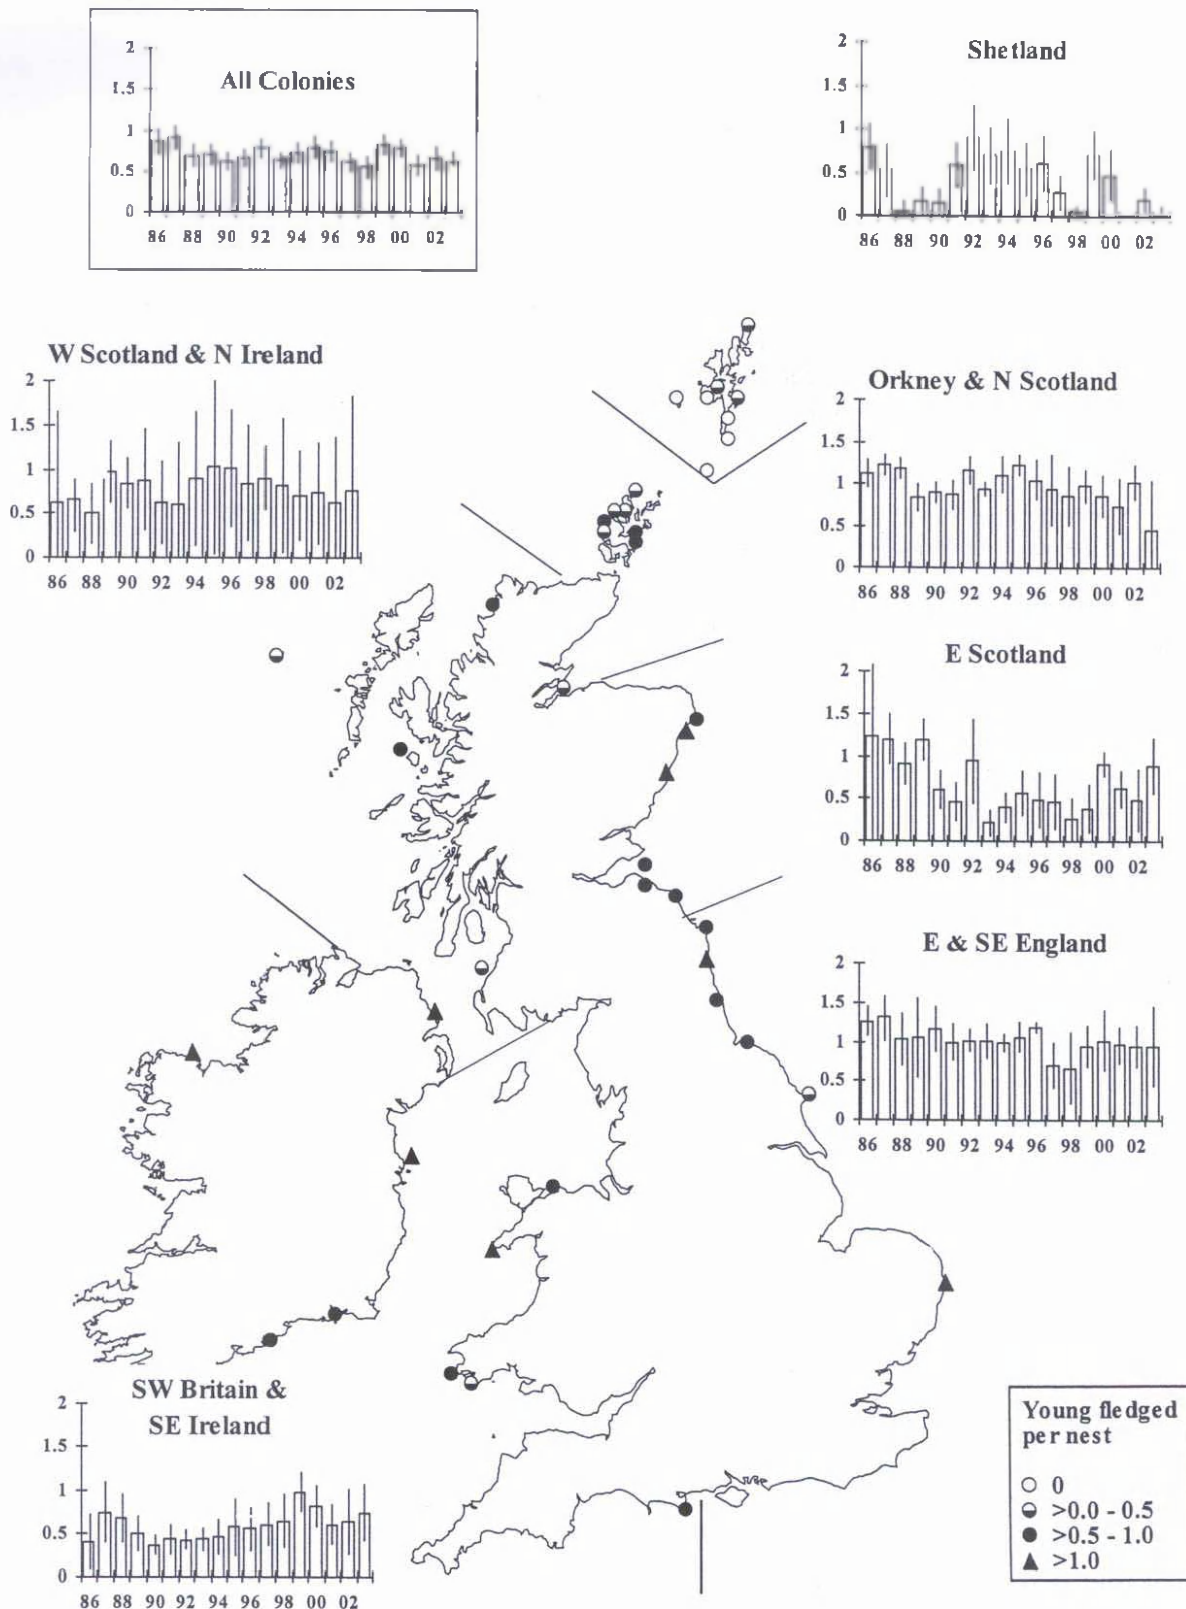 All Colonies
2
1.5
1
0.5
0
86 88 90 92 94 96 98 00 02
Shetland
2
1.5
1
0.5
0
86 88 90 92 94 96 98 00 02
W Scotland & N Ireland
2
1.5
1
0.5
0
86 88 90 92 94 96 98 00 02
Orkney & N Scotland
2
1.5
1
0.5
0
86 88 90 92 94 96 98 00 02
E Scotland
2
1.5
1
0.5
0
86 88 90 92 94 96 98 00 02
E & SE England
2
1.5
1
0.5
0
86 88 90 92 94 96 98 00 02
SW Britain &
SE Ireland
2
1.5
1
0.5
0
86 88 90 92 94 96 98 00 02
Young fledged
per nest
0
>0.0 - 0.5
>0.5 - 1.0
>1.0